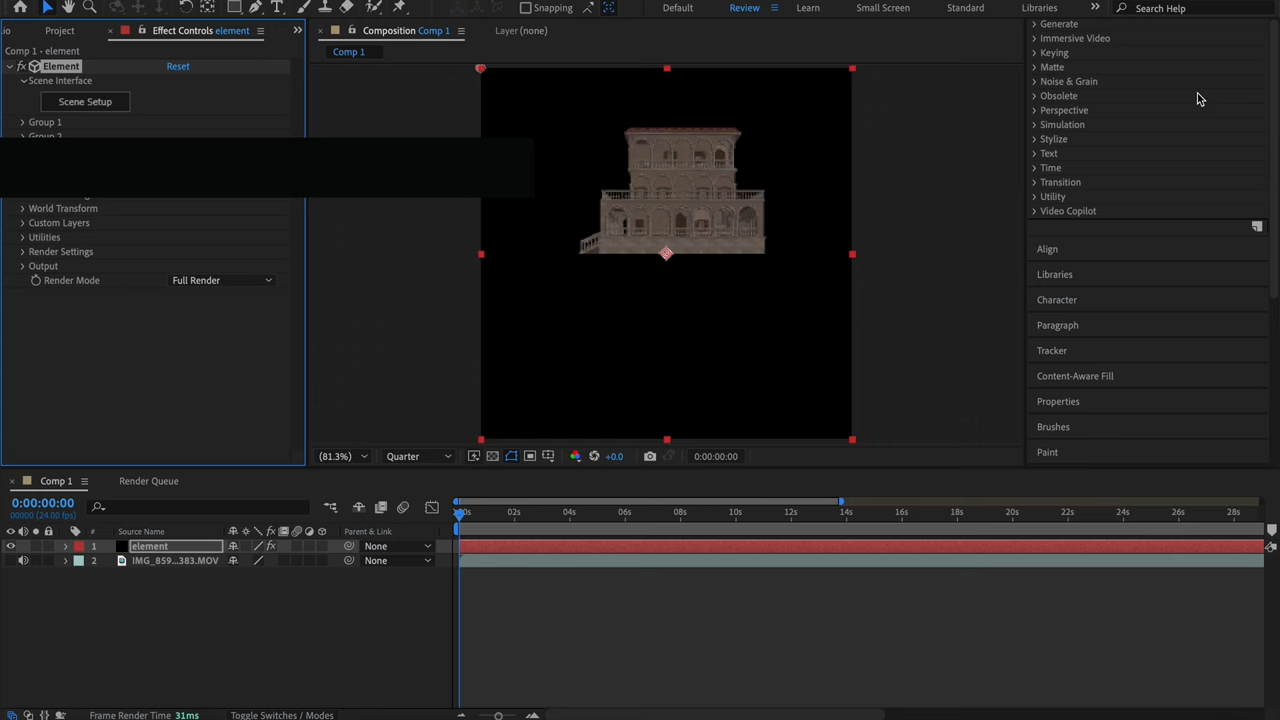 Snapping
Default
Review
Learn
Small Screen
Standard
Libraries
Search Help
io
Project
Effect Controls element
Composition Comp 1
Layer (none)
Comp 1 • element
Comp 1
fx Element
Reset
Scene Interface
Scene Setup
Group 1
World Transform
Custom Layers
Utilities
Render Settings
Output
Render Mode
Full Render
Generate
Immersive Video
Keying
Matte
Noise & Grain
Obsolete
Perspective
Simulation
Stylize
Text
Time
Transition
Utility
Video Copilot
Align
Libraries
Character
Paragraph
Tracker
Content-Aware Fill
Properties
Brushes
Paint
(81.3%)
Quarter
+0.0
0:00:00:00
Comp 1
Render Queue
0:00:00:00
00000 (24.00 fps)
02s 04s 06s 08s 10s 12s 14s 16s 18s 20s 22s 24s 26s 28s
# Source Name fx Parent & Link
1 element fx None
2 IMG_859...383.MOV None
Frame Render Time 31ms
Toggle Switches / Modes